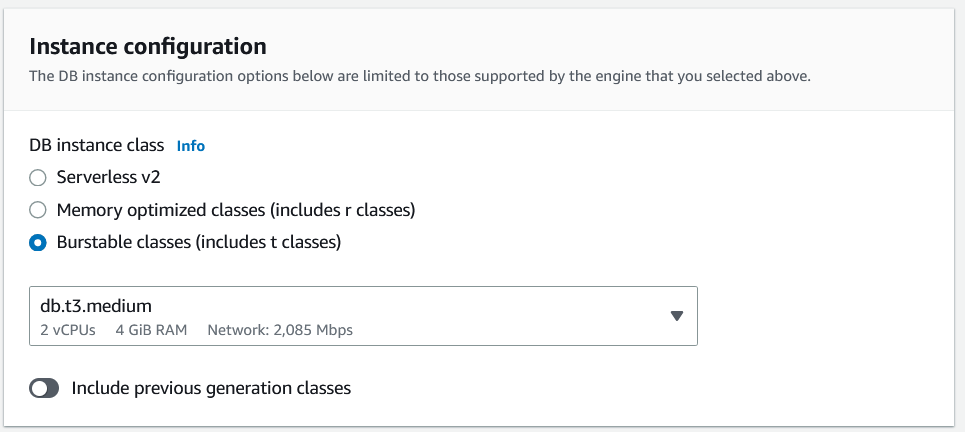 Instance configuration
The DB instance configuration options below are limited to those supported by the engine that you selected above.
DB instance class Info
Serverless v2
Memory optimized classes (includes r classes)
Burstable classes (includes t classes)
db.t3.medium
2 vCPUs 4 GiB RAM Network: 2,085 Mbps
Include previous generation classes